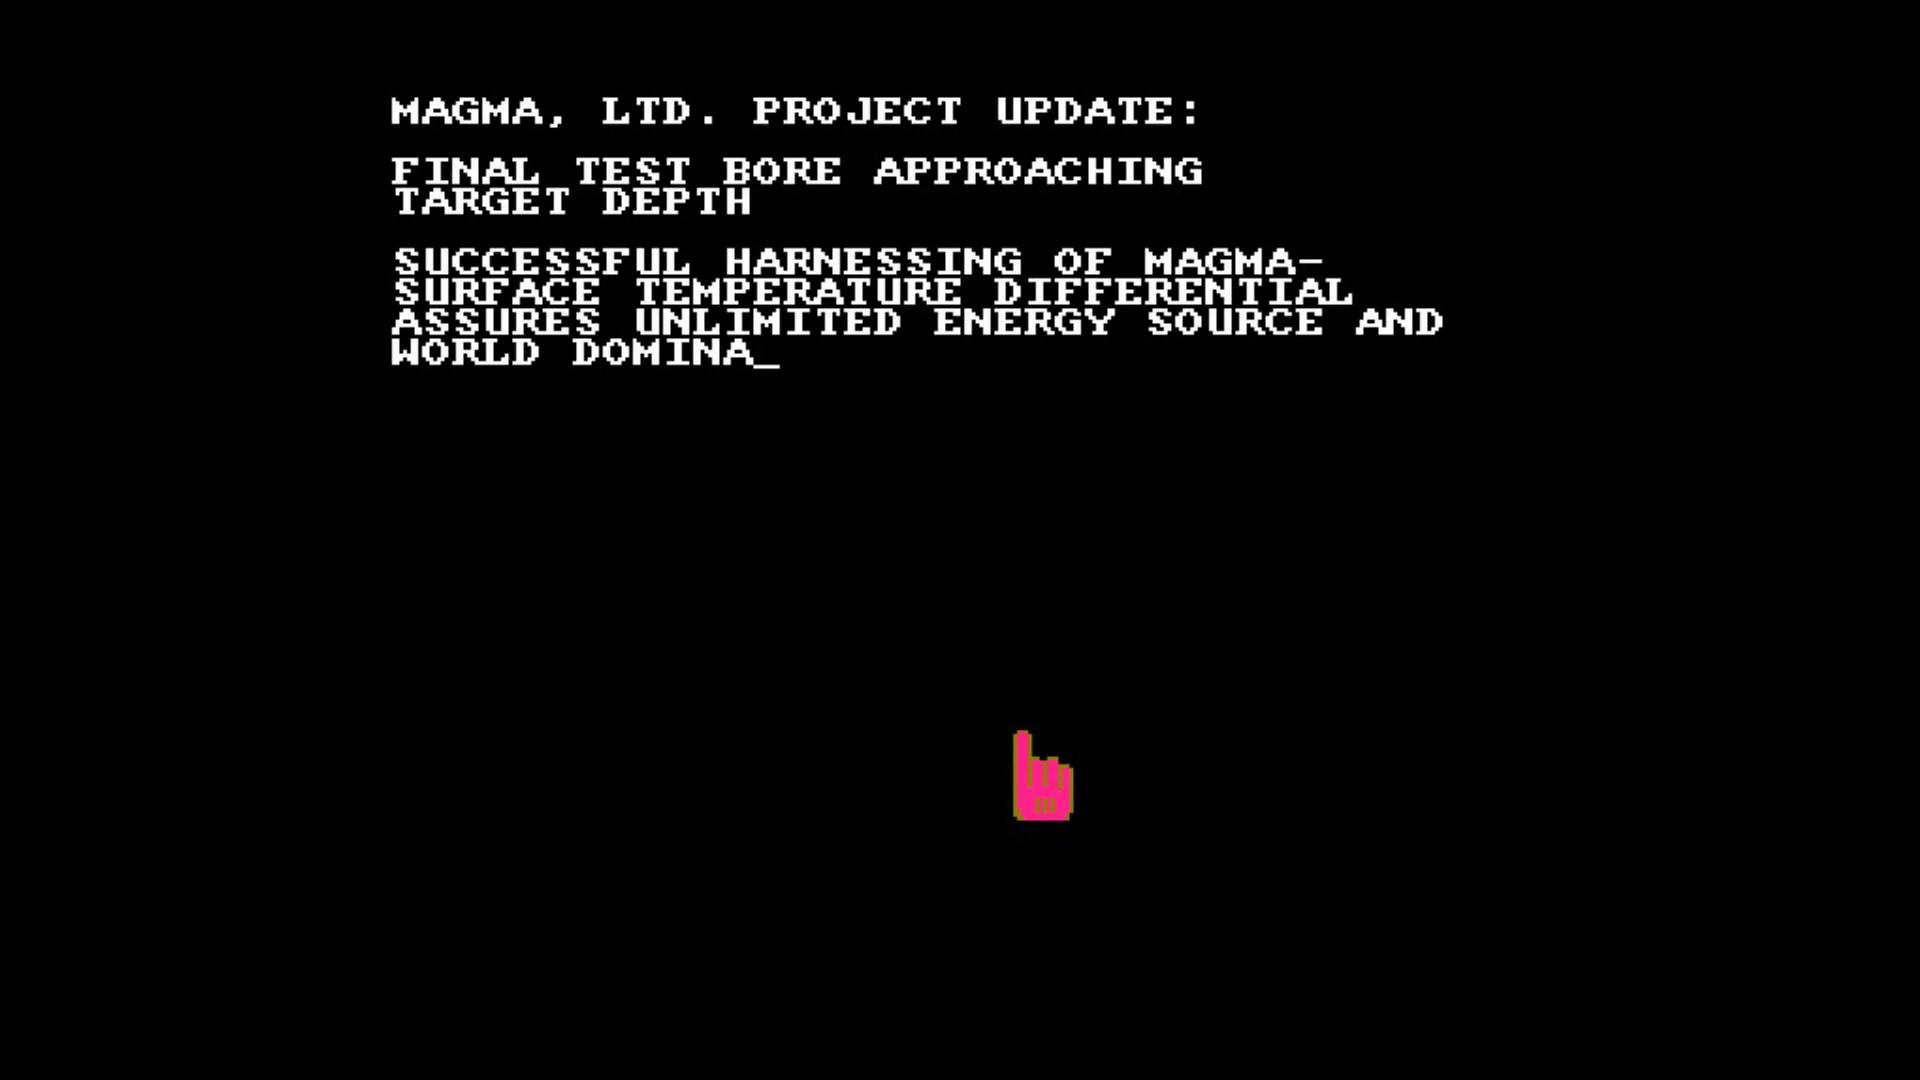 MAGMA, LTD. PROJECT UPDATE:
FINAL TEST BORE APPROACHING
TARGET DEPTH
SUCCESSFUL HARNESSING OF MAGMA-
SURFACE TEMPERATURE DIFFERENTIAL
ASSURES UNLIMITED ENERGY SOURCE AND
WORLD DOMINA_